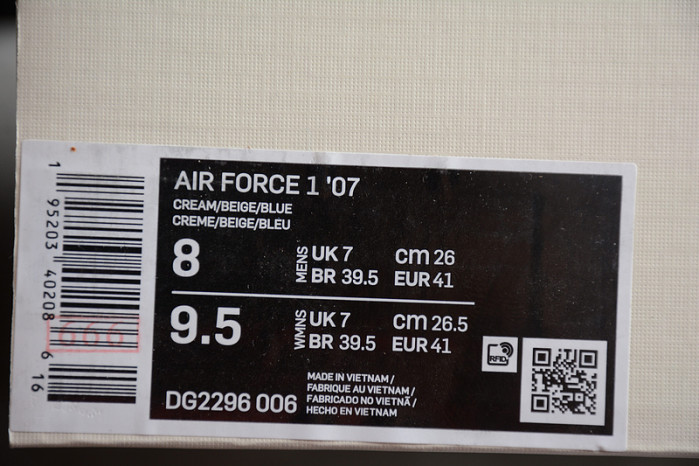 AIR FORCE 1 '07
CREAM/BEIGE/BLUE
CREME/BEIGE/BLEU
8 MENS UK 7 cm 26
BR 39.5 EUR 41
9.5 WMNS UK 7 cm 26.5
BR 39.5 EUR 41
RFID
DG2296 006
MADE IN VIETNAM /
FABRIQUE AU VIETNAM /
FABRICADO NO VIETNÃ /
HECHO EN VIETNAM
1 95203 40208 6 16
666